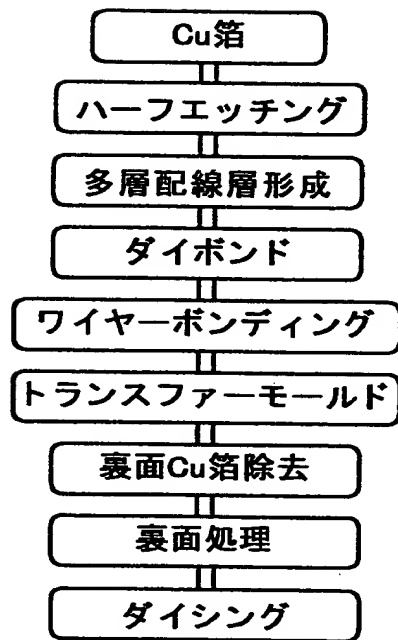 Cu箔
ハーフエッチング
多層配線層形成
ダイボンド
ワイヤーボンディング
トランスファーモールド
裏面Cu箔除去
裏面処理
ダイシング